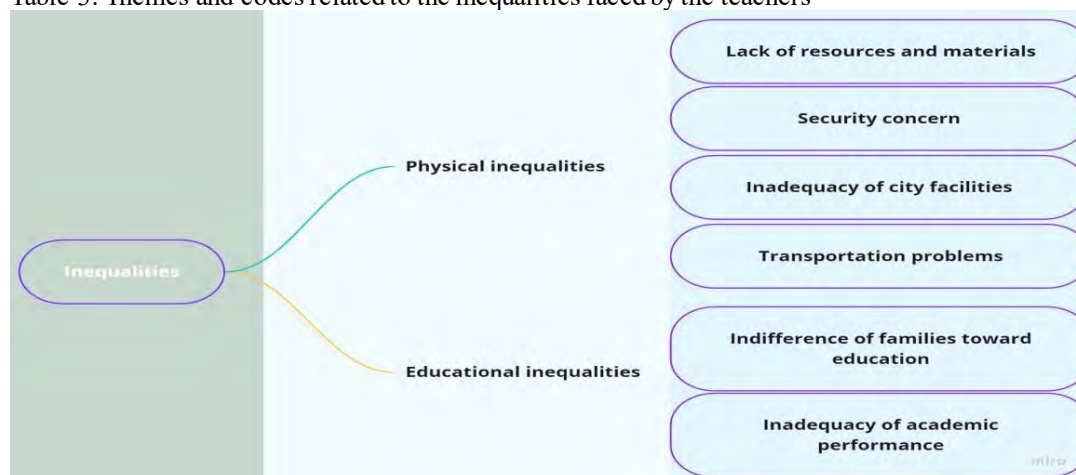 Table 3: Themes and codes related to the inequalities faced by the teachers
Lack of resources and materials
Security concern
Inadequacy of city facilities
Physical inequalities
Transportation problems
Inequalities
Indifference of families toward
education
Educational inequalities
Inadequacy of academic
performance
miro